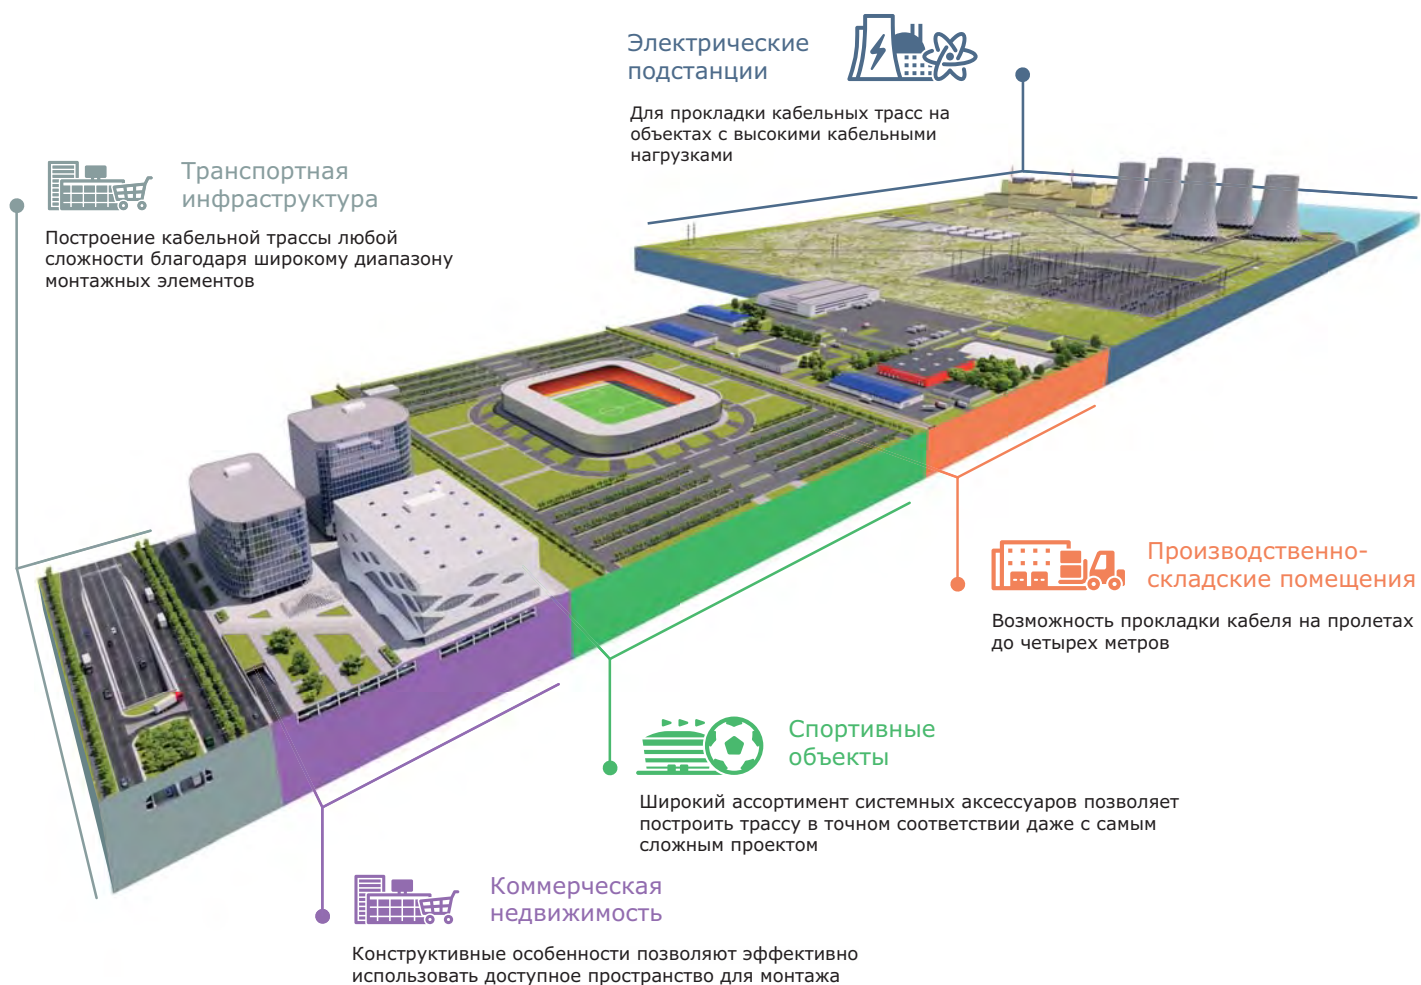 Электрические
подстанции
Для прокладки кабельных трасс на
объектах с высокими кабельными
нагрузками
Транспортная
инфраструктура
Построение кабельной трассы любой
сложности благодаря широкому диапазону
монтажных элементов
Производственно-
складские помещения
Возможность прокладки кабеля на пролетах
до четырех метров
Спортивные
объекты
Широкий ассортимент системных аксессуаров позволяет
построить трассу в точном соответствии даже с самым
сложным проектом
Коммерческая
недвижимость
Конструктивные особенности позволяют эффективно
использовать доступное пространство для монтажа